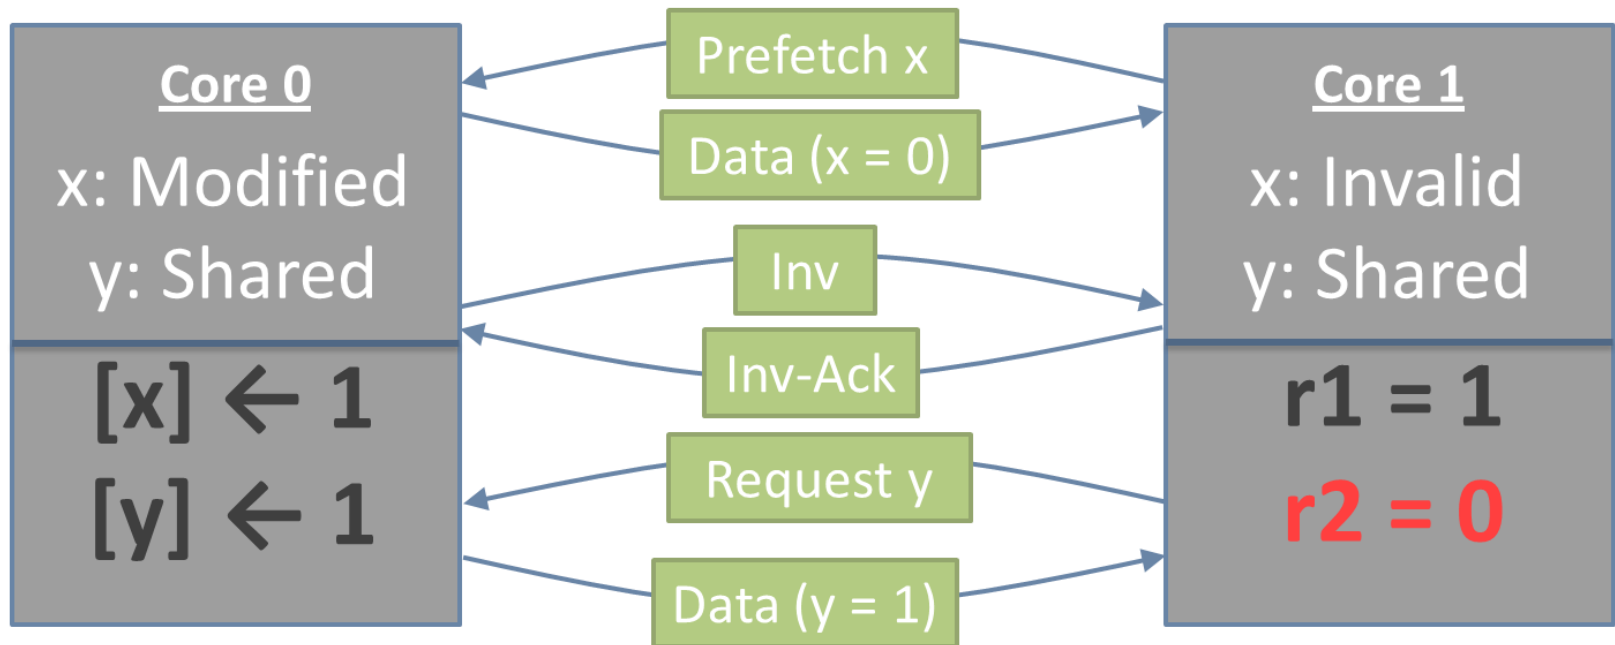 Core 0
x: Modified
y: Shared
[x] ← 1
[y] ← 1
Prefetch x
Data (x = 0)
Inv
Inv-Ack
Request y
Data (y = 1)
Core 1
x: Invalid
y: Shared
r1 = 1
r2 = 0